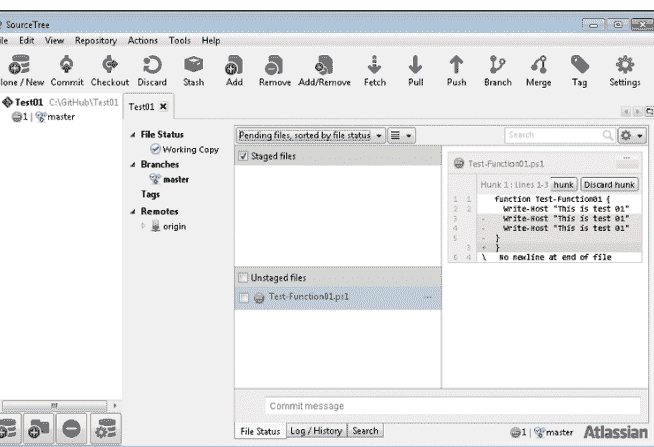 SourceTree
File Edit View Repository Actions Tools Help
Clone / New Commit Checkout Discard Stash Add Remove Add/Remove Fetch Pull Push Branch Merge Tag Settings
Test01 C:\GitHub\Test01
1 | master
Test01
File Status
Working Copy
Branches
master
Tags
Remotes
origin
Pending files, sorted by file status
Search
Staged files
Unstaged files
Test-Function01.ps1 ...
Test-Function01.ps1 ...
Hunk 1 : Lines 1-3 hunk Discard hunk
1 1 function Test-Function01 {
2 2 Write-Host "This is test 01"
3 - Write-Host "This is test 01"
4 - Write-Host "This is test 01"
5 - }
3 + }
6 4 \ No newline at end of file
Commit message
File Status Log / History Search
1 | master Atlassian